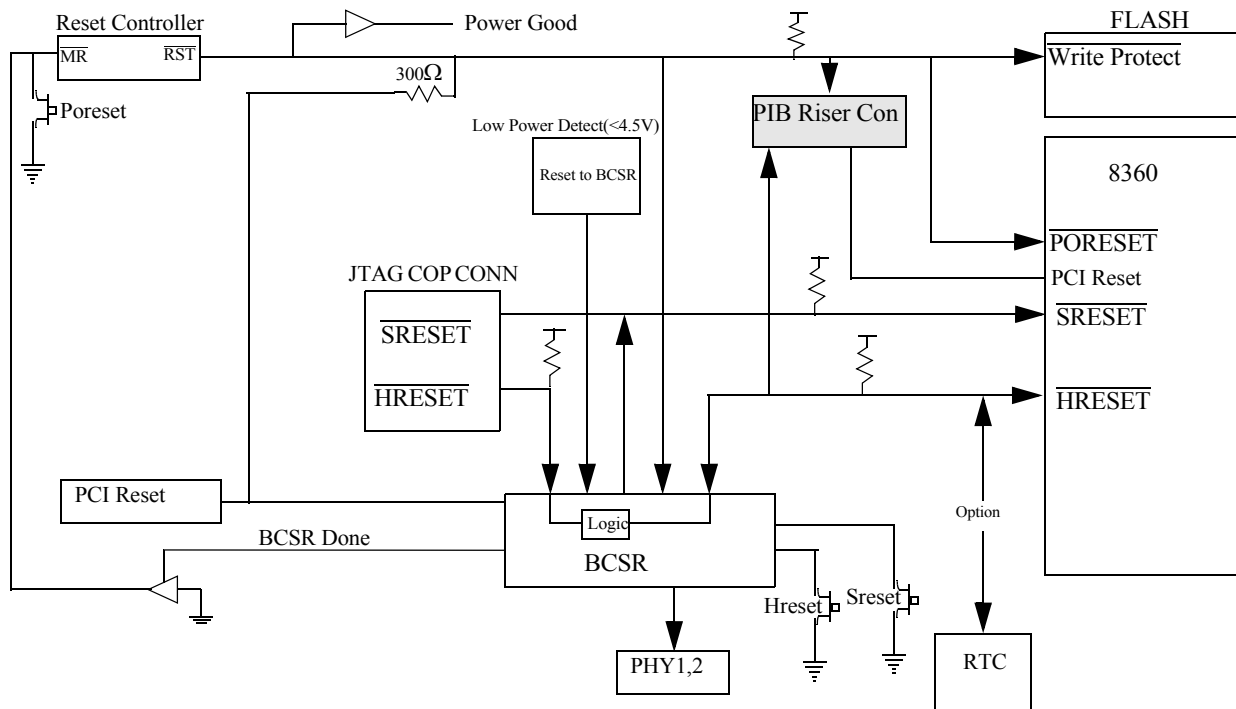 Reset Controller
Power Good
FLASH
MR
RST
Write Protect
300Ω
Poreset
PIB Riser Con
Low Power Detect(<4.5V)
Reset to BCSR
8360
PORESET
JTAG COP CONN
PCI Reset
SRESET
SRESET
HRESET
HRESET
PCI Reset
Logic
Option
BCSR Done
BCSR
Hreset
Sreset
PHY1,2
RTC